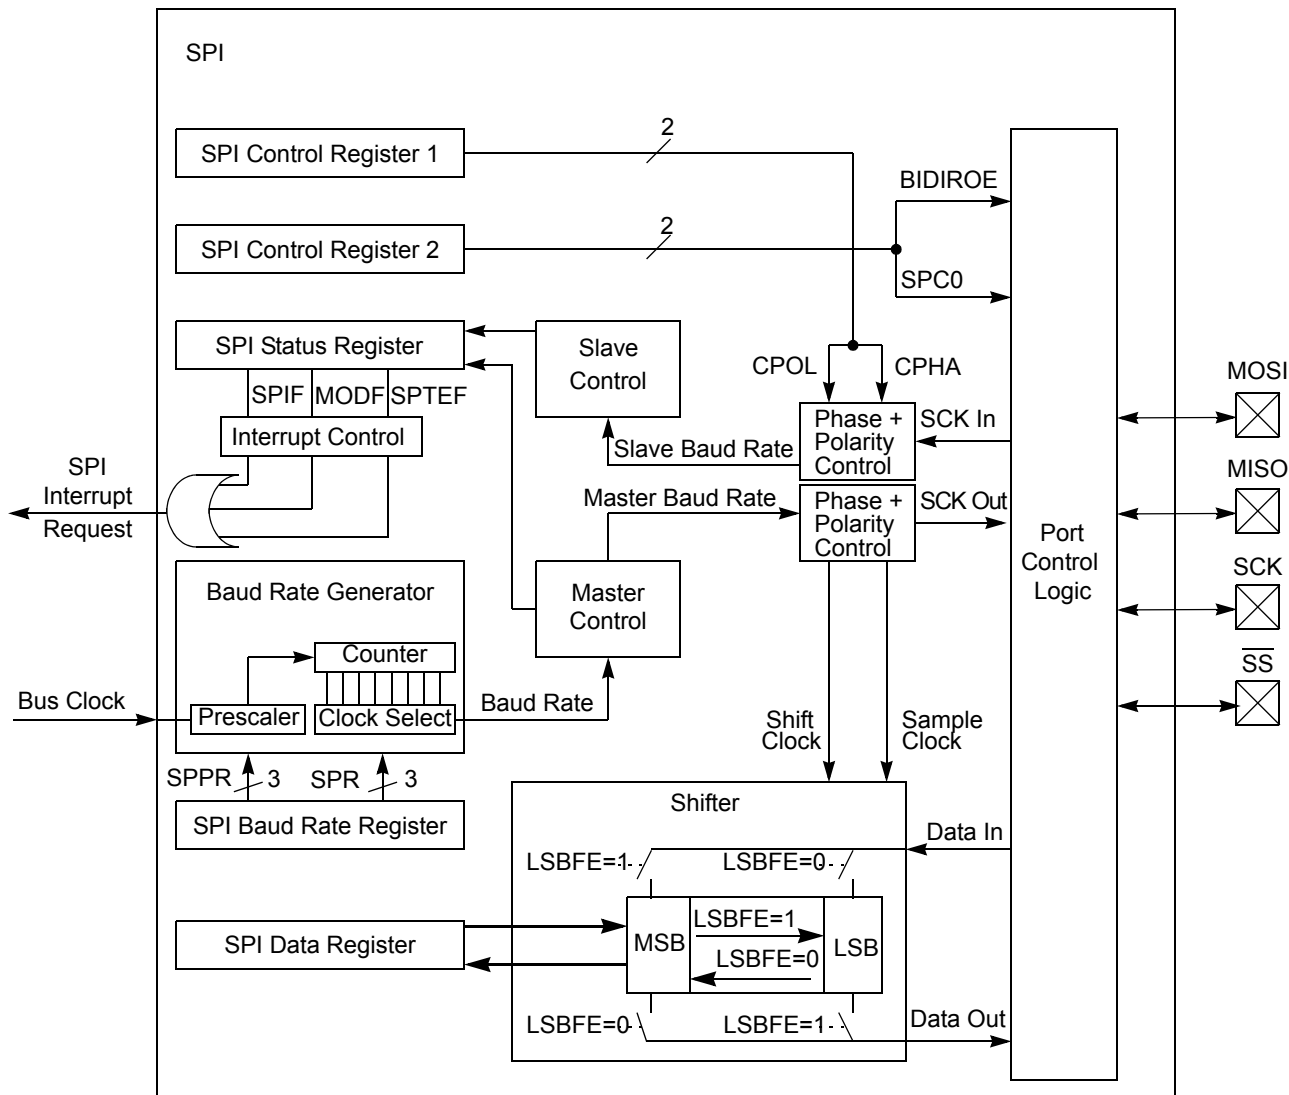 SPI
SPI Control Register 1
2
BIDIROE
SPI Control Register 2
2
SPC0
SPI Status Register
Slave
Control
CPOL
CPHA
SPIF
MODF
SPTEF
Interrupt Control
Phase +
Polarity
Control
SCK In
Slave Baud Rate
SPI
Interrupt
Request
Master Baud Rate
Phase +
Polarity
Control
SCK Out
Port
Control
Logic
MOSI
MISO
SCK
SS
Baud Rate Generator
Counter
Prescaler
Clock Select
Bus Clock
Baud Rate
Master
Control
SPPR
3
SPR
3
SPI Baud Rate Register
Shift
Clock
Sample
Clock
Shifter
Data In
LSBFE=1
LSBFE=0
SPI Data Register
MSB
LSBFE=1
LSBFE=0
LSB
LSBFE=0
LSBFE=1
Data Out